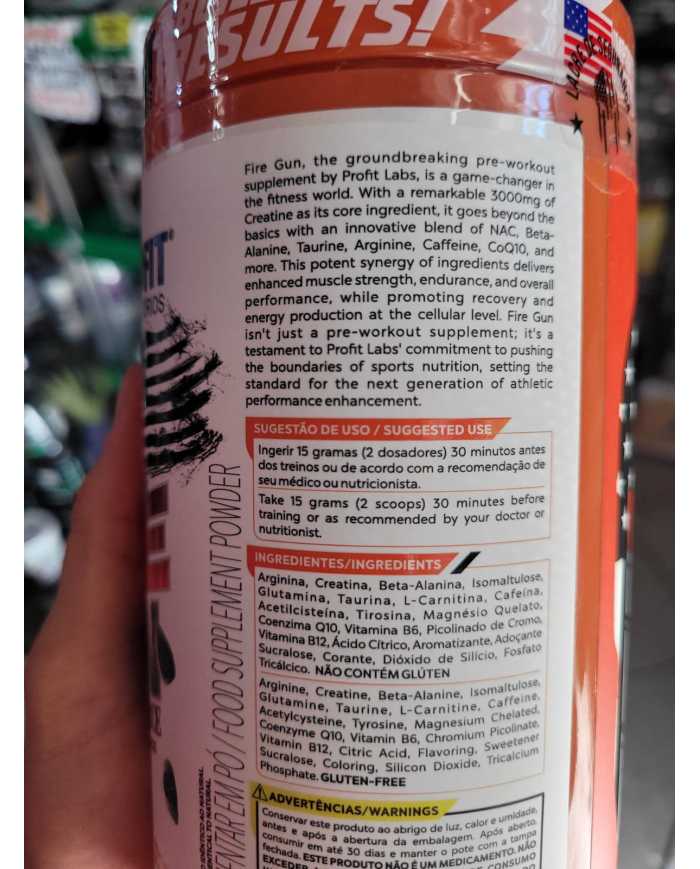 RESULTS!
LABREDESEMPENHO
Fire Gun, the groundbreaking pre-workout
supplement by Profit Labs, is a game-changer in
the fitness world. With a remarkable 3000mg of
Creatine as its core ingredient, it goes beyond the
basics with an innovative blend of NAC, Beta-
Alanine, Taurine, Arginine, Caffeine, CoQ10, and
more. This potent synergy of ingredients delivers
enhanced muscle strength, endurance, and overall
performance, while promoting recovery and
energy production at the cellular level. Fire Gun
isn't just a pre-workout supplement; it's a
testament to Profit Labs' commitment to pushing
the boundaries of sports nutrition, setting the
standard for the next generation of athletic
performance enhancement.
SUGESTÃO DE USO / SUGGESTED USE
Ingerir 15 gramas (2 dosadores) 30 minutos antes
dos treinos ou de acordo com a recomendação de
seu médico ou nutricionista.
Take 15 grams (2 scoops) 30 minutes before
training or as recommended by your doctor or
nutritionist.
INGREDIENTES/INGREDIENTS
Arginina, Creatina, Beta-Alanina, Isomaltulose,
Glutamina, Taurina, L-Carnitina, Cafeína,
Acetilcisteína, Tirosina, Magnésio Quelato,
Coenzima Q10, Vitamina B6, Picolinado de Cromo,
Vitamina B12, Ácido Cítrico, Aromatizante, Adoçante
Sucralose, Corante, Dióxido de Silício, Fosfato
Tricálcico. NÃO CONTÉM GLÚTEN
Arginine, Creatine, Beta-Alanine, Isomaltulose,
Glutamine, Taurine, L-Carnitine, Caffeine,
Acetylcysteine, Tyrosine, Magnesium Chelated,
Coenzyme Q10, Vitamin B6, Chromium Picolinate,
Vitamin B12, Citric Acid, Flavoring, Sweetener
Sucralose, Coloring, Silicon Dioxide, Tricalcium
Phosphate. GLUTEN-FREE
ADVERTÊNCIAS/WARNINGS
Conservar este produto ao abrigo de luz, calor e umidade,
antes e após a abertura da embalagem. Após aberto,
consumir em até 30 dias e manter o pote com a tampa
fechada. ESTE PRODUTO NÃO É UM MEDICAMENTO. NÃO
EXCEDER
CONSUMO
FIT
RIOS
EM PÓ / FOOD SUPPLEMENT POWDER
IDÊNTICO AO NATURAL
IDENTICAL TO NATURAL